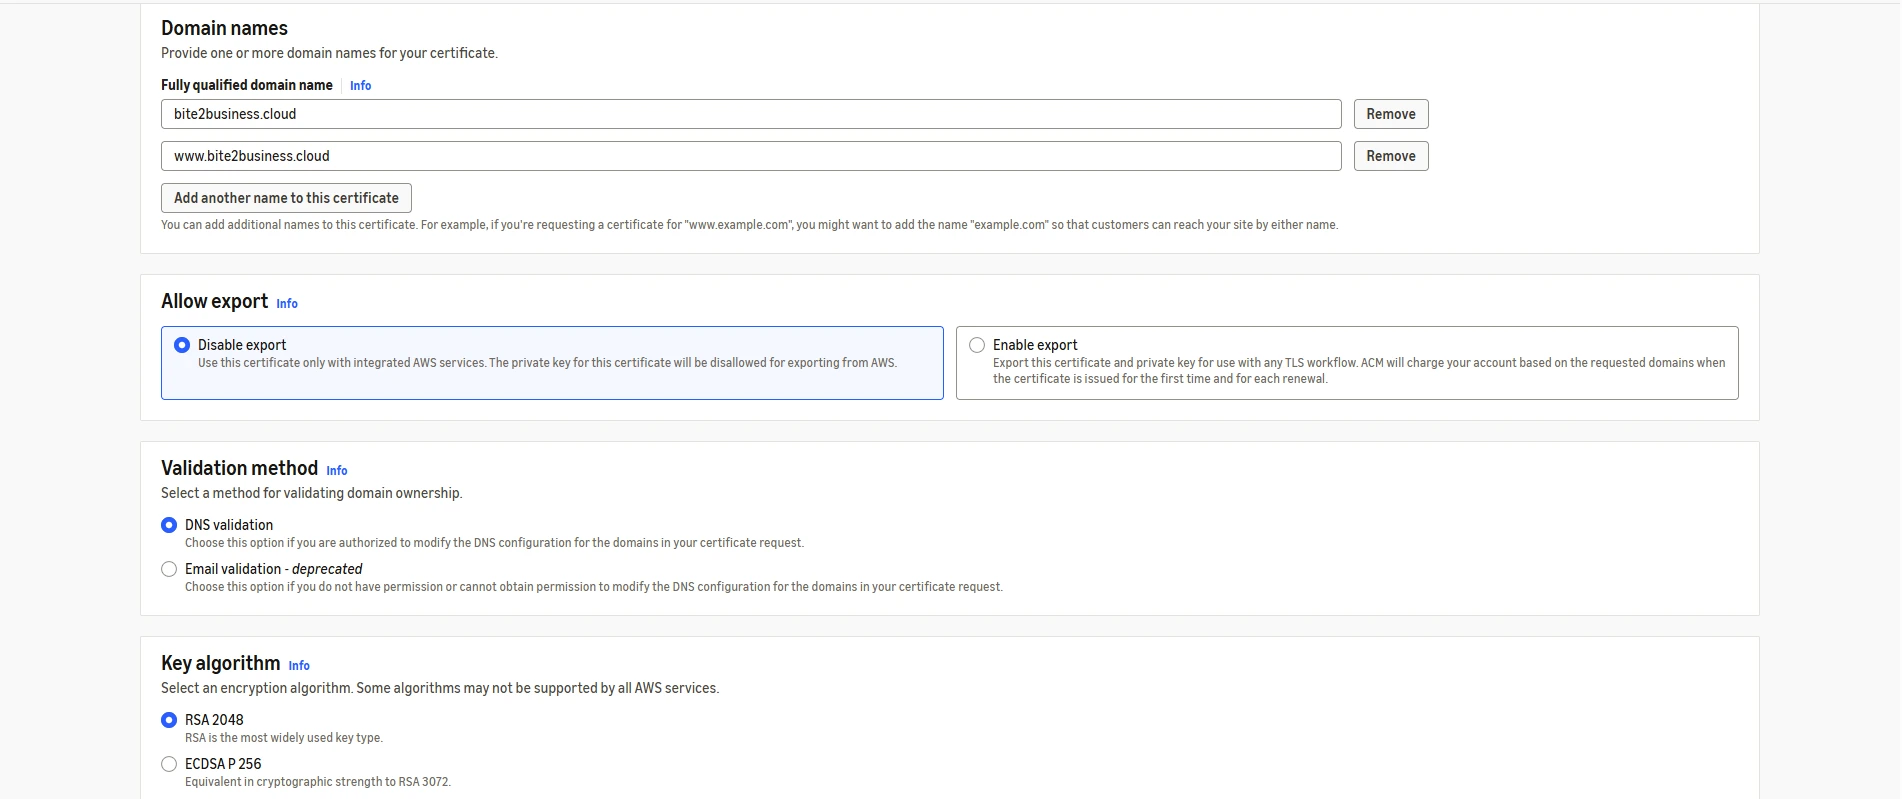 Domain names
Provide one or more domain names for your certificate.
Fully qualified domain name Info
bite2business.cloud Remove
www.bite2business.cloud Remove
Add another name to this certificate
You can add additional names to this certificate. For example, if you're requesting a certificate for "www.example.com", you might want to add the name "example.com" so that customers can reach your site by either name.
Allow export Info
Disable export
Use this certificate only with integrated AWS services. The private key for this certificate will be disallowed for exporting from AWS.
Enable export
Export this certificate and private key for use with any TLS workflow. ACM will charge your account based on the requested domains when
the certificate is issued for the first time and for each renewal.
Validation method Info
Select a method for validating domain ownership.
DNS validation
Choose this option if you are authorized to modify the DNS configuration for the domains in your certificate request.
Email validation - deprecated
Choose this option if you do not have permission or cannot obtain permission to modify the DNS configuration for the domains in your certificate request.
Key algorithm Info
Select an encryption algorithm. Some algorithms may not be supported by all AWS services.
RSA 2048
RSA is the most widely used key type.
ECDSA P 256
Equivalent in cryptographic strength to RSA 3072.